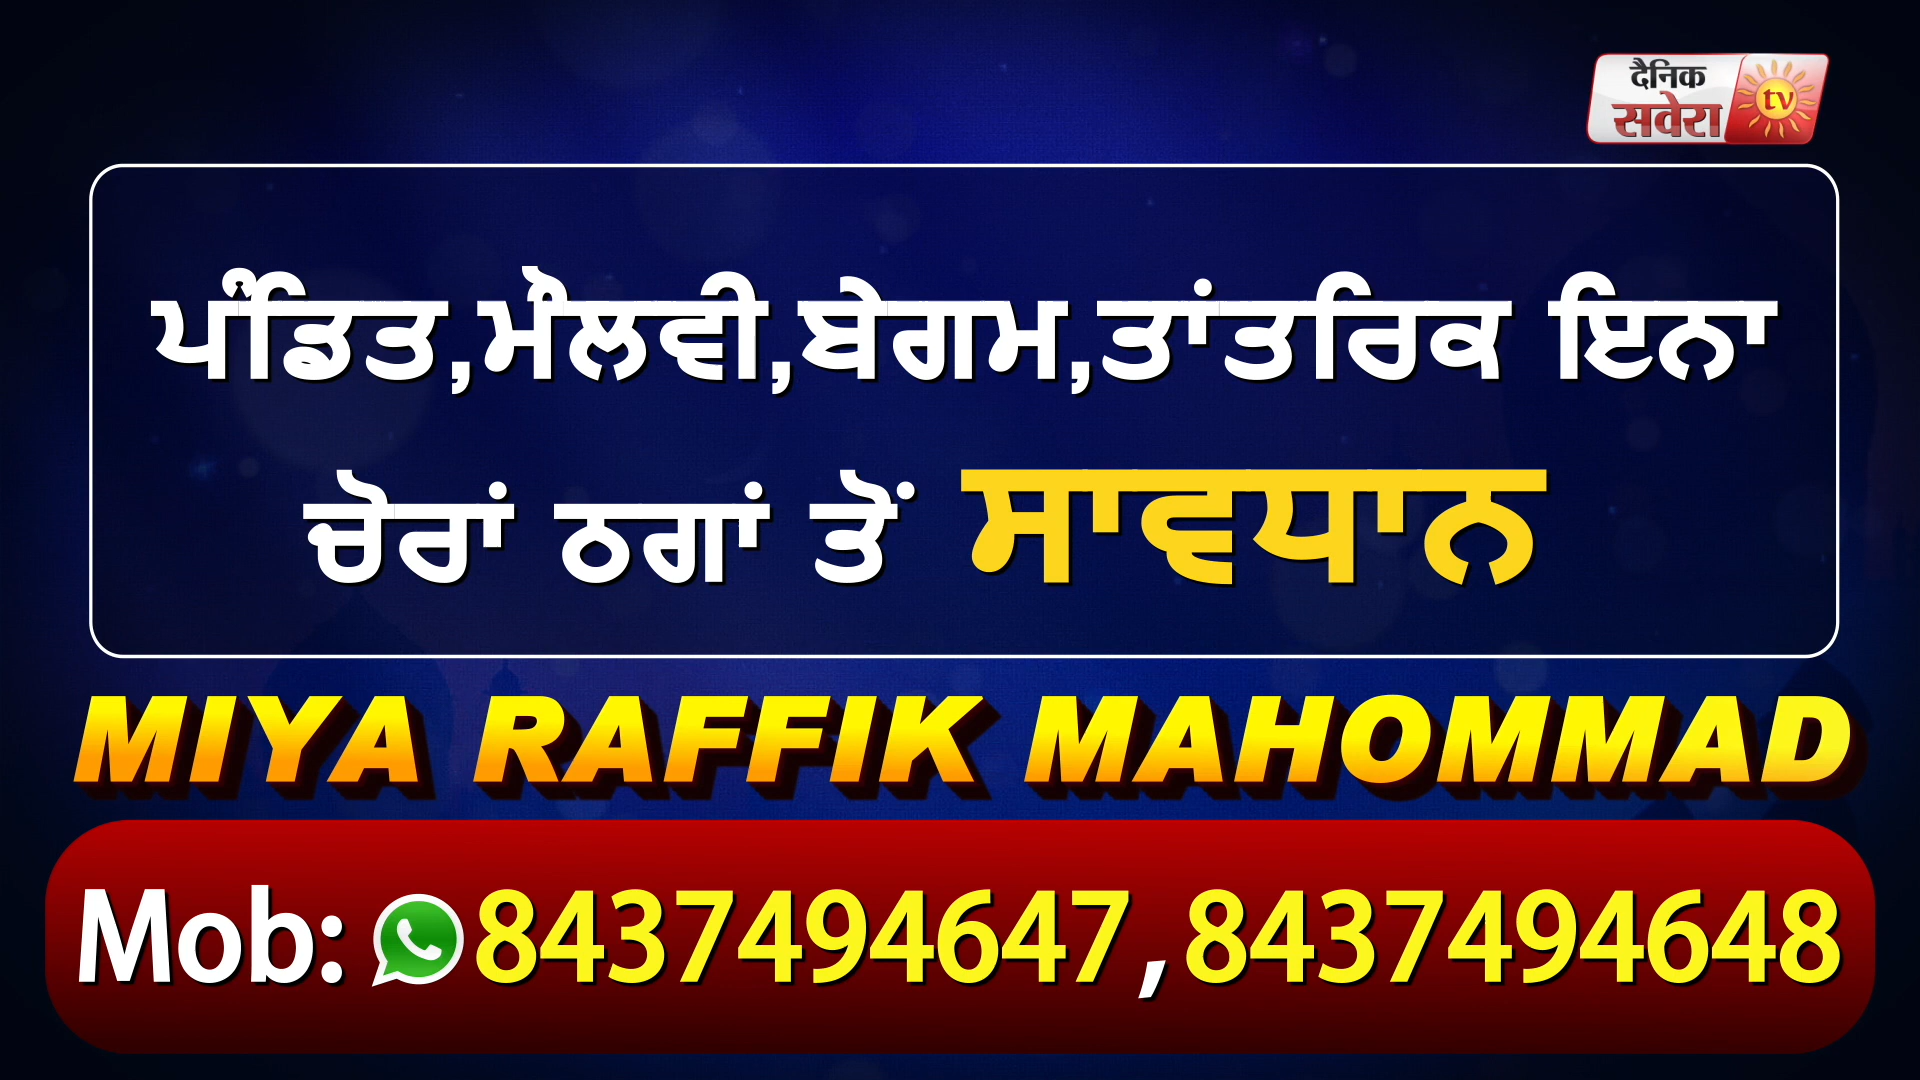 दैनिक
सवेरा tv
ਪੰਡਿਤ,ਮੌਲਵੀ,ਬੇਗਮ,ਤਾਂਤਰਿਕ ਇਨਾ
ਚੋਰਾਂ ਠਗਾਂ ਤੋਂ ਸਾਵਧਾਨ
MIYA RAFFIK MAHOMMAD
Mob: 8437494647, 8437494648